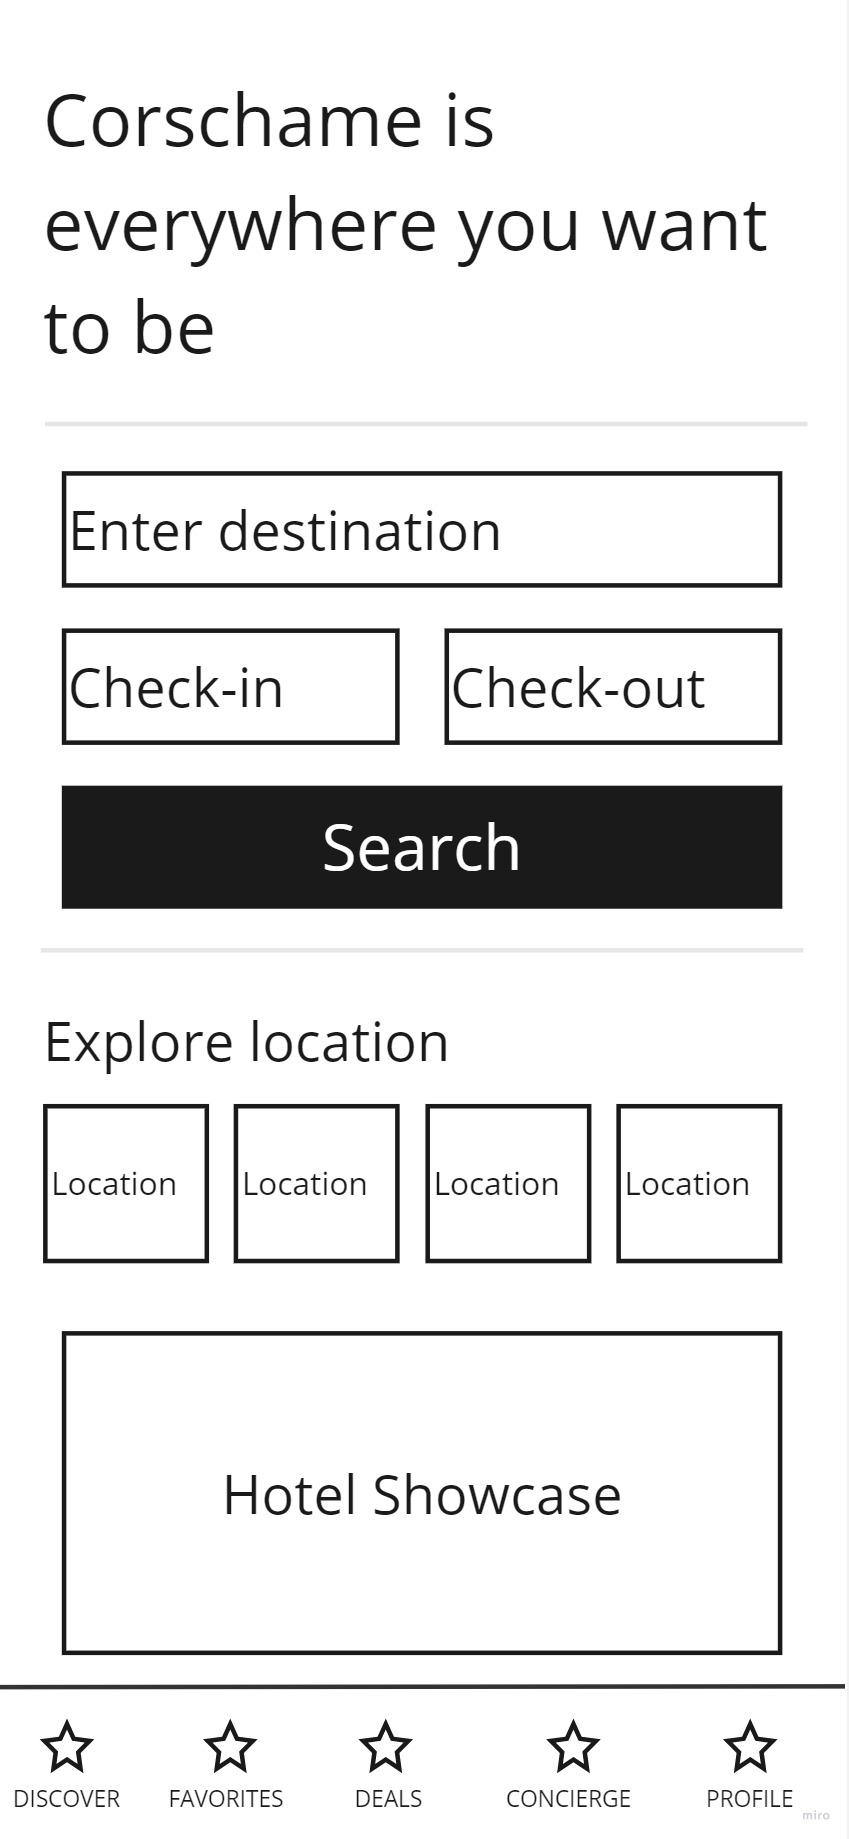 Corschame is
everywhere you want
to be
Enter destination
Check-in Check-out
Search
Explore location
Location Location Location Location
Hotel Showcase
DISCOVER FAVORITES DEALS CONCIERGE PROFILE
miro